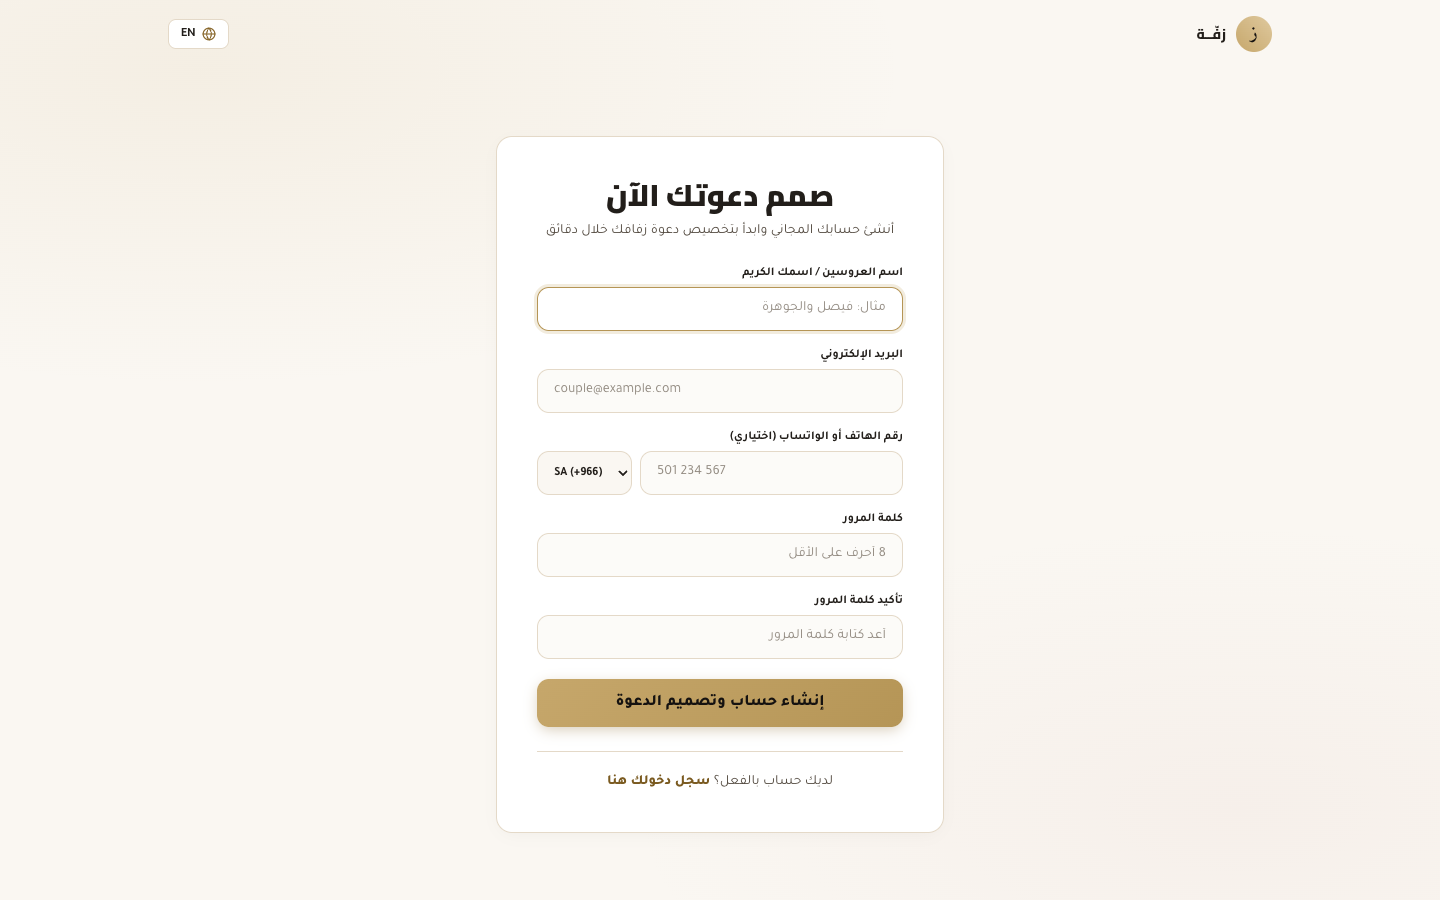 ز
زفّـة
EN
صمم دعوتك الآن
أنشئ حسابك المجاني وابدأ بتخصيص دعوة زفافك خلال دقائق
اسم العروسين / اسمك الكريم
مثال: فيصل والجوهرة
البريد الإلكتروني
couple@example.com
رقم الهاتف أو الواتساب (اختياري)
501 234 567
SA (+966)
كلمة المرور
8 أحرف على الأقل
تأكيد كلمة المرور
أعد كتابة كلمة المرور
إنشاء حساب وتصميم الدعوة
لديك حساب بالفعل؟ سجل دخولك هنا